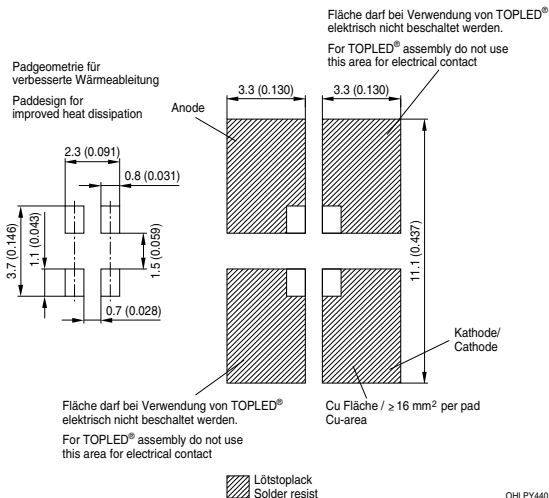 Fläche darf bei Verwendung von TOPLED®
elektrisch nicht beschaltet werden.
For TOPLED® assembly do not use
this area for electrical contact
Padgeometrie für
verbesserte Wärmeableitung
Paddesign for
improved heat dissipation
Anode
3.3 (0.130)
3.3 (0.130)
2.3 (0.091)
0.8 (0.031)
3.7 (0.146)
1.1 (0.043)
1.5 (0.059)
0.7 (0.028)
11.1 (0.437)
Kathode/
Cathode
Fläche darf bei Verwendung von TOPLED®
elektrisch nicht beschaltet werden.
For TOPLED® assembly do not use
this area for electrical contact
Cu Fläche / ≥ 16 mm² per pad
Cu-area
Lötstoplack
Solder resist
OHLPY440